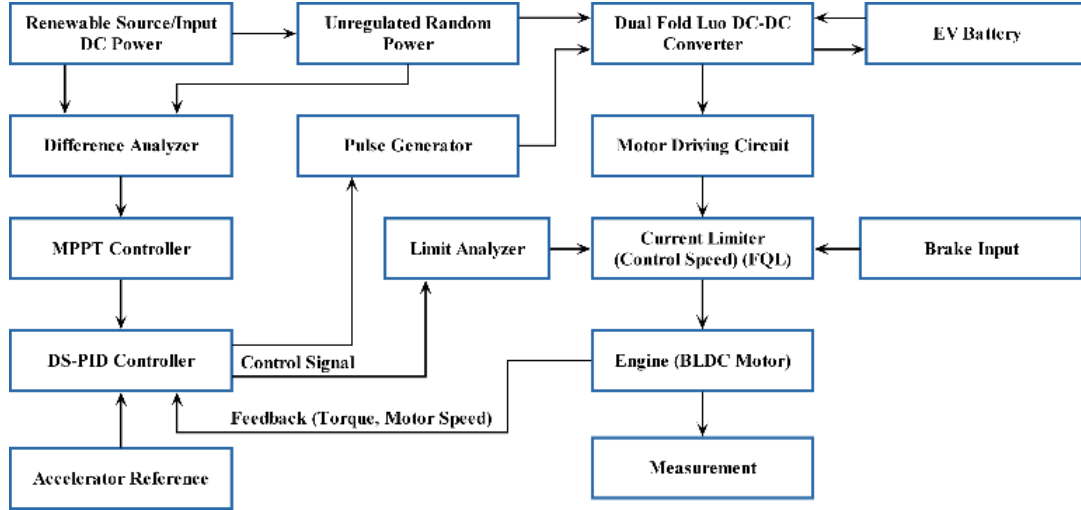 Renewable Source/Input
DC Power
Unregulated Random
Power
Dual Fold Luo DC-DC
Converter
EV Battery
Difference Analyzer
Pulse Generator
Motor Driving Circuit
MPPT Controller
Limit Analyzer
Current Limiter
(Control Speed) (FQL)
Brake Input
DS-PID Controller
Control Signal
Engine (BLDC Motor)
Feedback (Torque, Motor Speed)
Accelerator Reference
Measurement